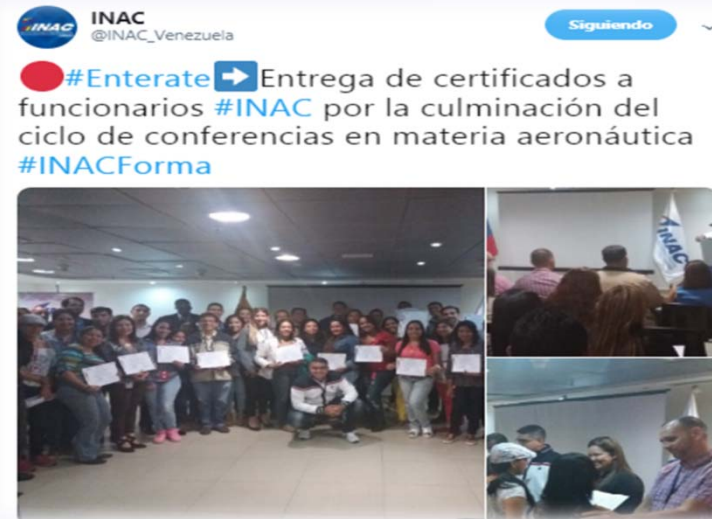 INAC
INAC
@INAC_Venezuela
Siguiendo
#Enterate Entrega de certificados a
funcionarios #INAC por la culminación del
ciclo de conferencias en materia aeronáutica
#INACForma
INAC